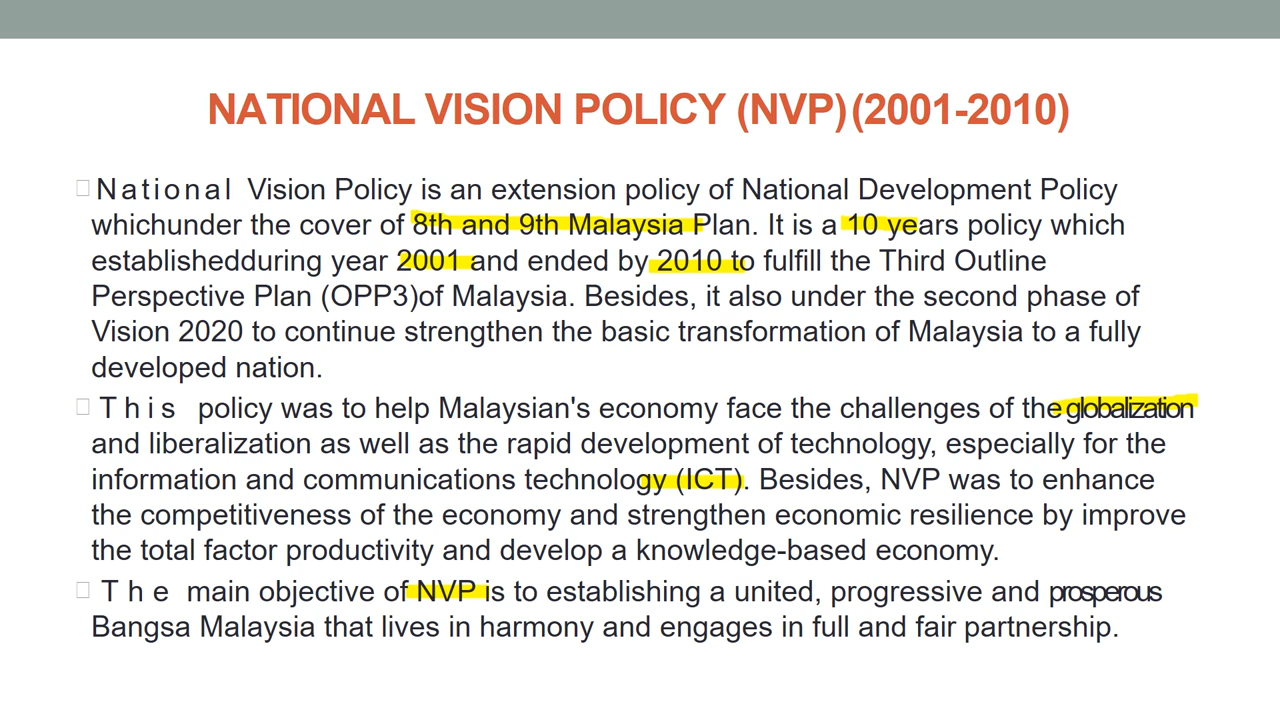 NATIONAL VISION POLICY (NVP)(2001-2010)
National Vision Policy is an extension policy of National Development Policy
whichunder the cover of 8th and 9th Malaysia Plan. It is a 10 years policy which
establishedduring year 2001 and ended by 2010 to fulfill the Third Outline
Perspective Plan (OPP3)of Malaysia. Besides, it also under the second phase of
Vision 2020 to continue strengthen the basic transformation of Malaysia to a fully
developed nation.
This policy was to help Malaysian's economy face the challenges of the globalization
and liberalization as well as the rapid development of technology, especially for the
information and communications technology (ICT). Besides, NVP was to enhance
the competitiveness of the economy and strengthen economic resilience by improve
the total factor productivity and develop a knowledge-based economy.
The main objective of NVP is to establishing a united, progressive and prosperous
Bangsa Malaysia that lives in harmony and engages in full and fair partnership.